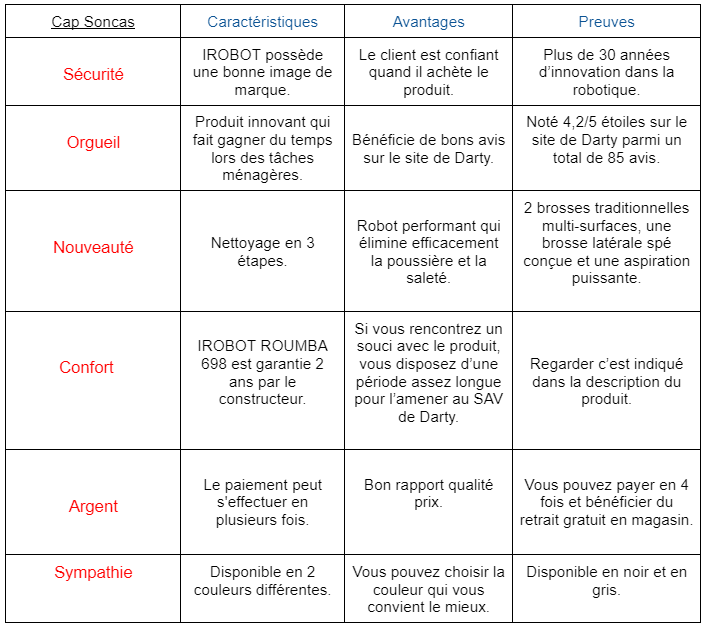 Cap Soncas
Caractéristiques
Avantages
Preuves
Sécurité
IROBOT possède
une bonne image de
marque.
Le client est confiant
quand il achète le
produit.
Plus de 30 années
d’innovation dans la
robotique.
Orgueil
Produit innovant qui
fait gagner du temps
lors des tâches
ménagères.
Bénéficie de bons avis
sur le site de Darty.
Noté 4,2/5 étoiles sur le
site de Darty parmi un
total de 85 avis.
Nouveauté
Nettoyage en 3
étapes.
Robot performant qui
élimine efficacement
la poussière et la
saleté.
2 brosses traditionnelles
multi-surfaces, une
brosse latérale spé
conçue et une aspiration
puissante.
Confort
IROBOT ROUMBA
698 est garantie 2
ans par le
constructeur.
Si vous rencontrez un
souci avec le produit,
vous disposez d’une
période assez longue
pour l’amener au SAV
de Darty.
Regarder c’est indiqué
dans la description du
produit.
Argent
Le paiement peut
s'effectuer en
plusieurs fois.
Bon rapport qualité
prix.
Vous pouvez payer en 4
fois et bénéficier du
retrait gratuit en magasin.
Sympathie
Disponible en 2
couleurs différentes.
Vous pouvez choisir la
couleur qui vous
convient le mieux.
Disponible en noir et en
gris.